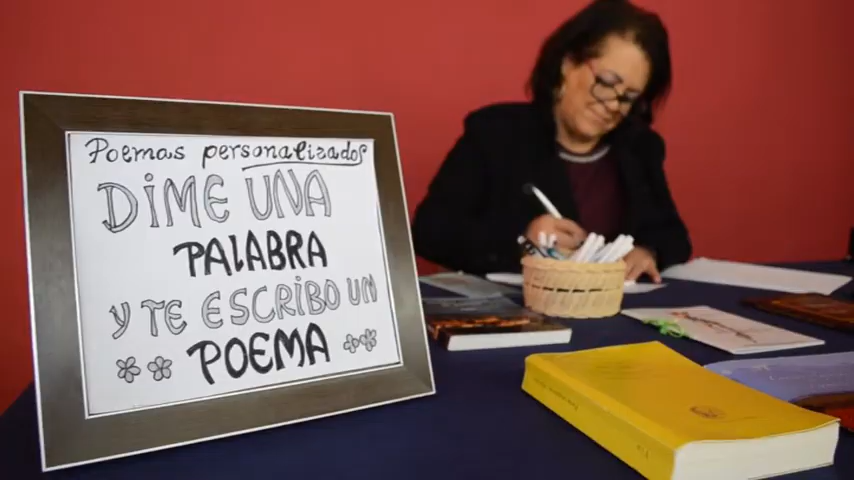 Poemas personalizados
DIME UNA
PALABRA
Y TE ESCRIBO UN
POEMA